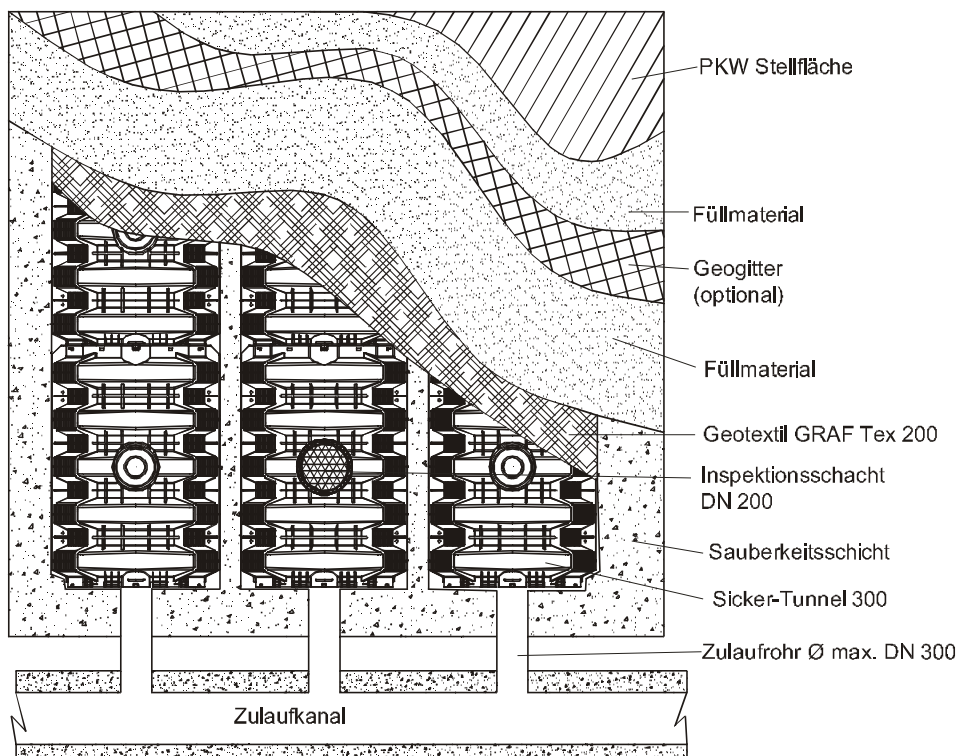 PKW Stellfläche
Füllmaterial
Geogitter
(optional)
Füllmaterial
Geotextil GRAF Tex 200
Inspektionsschacht
DN 200
Sauberkeitsschicht
Sicker-Tunnel 300
Zulaufrohr Ø max. DN 300
Zulaufkanal